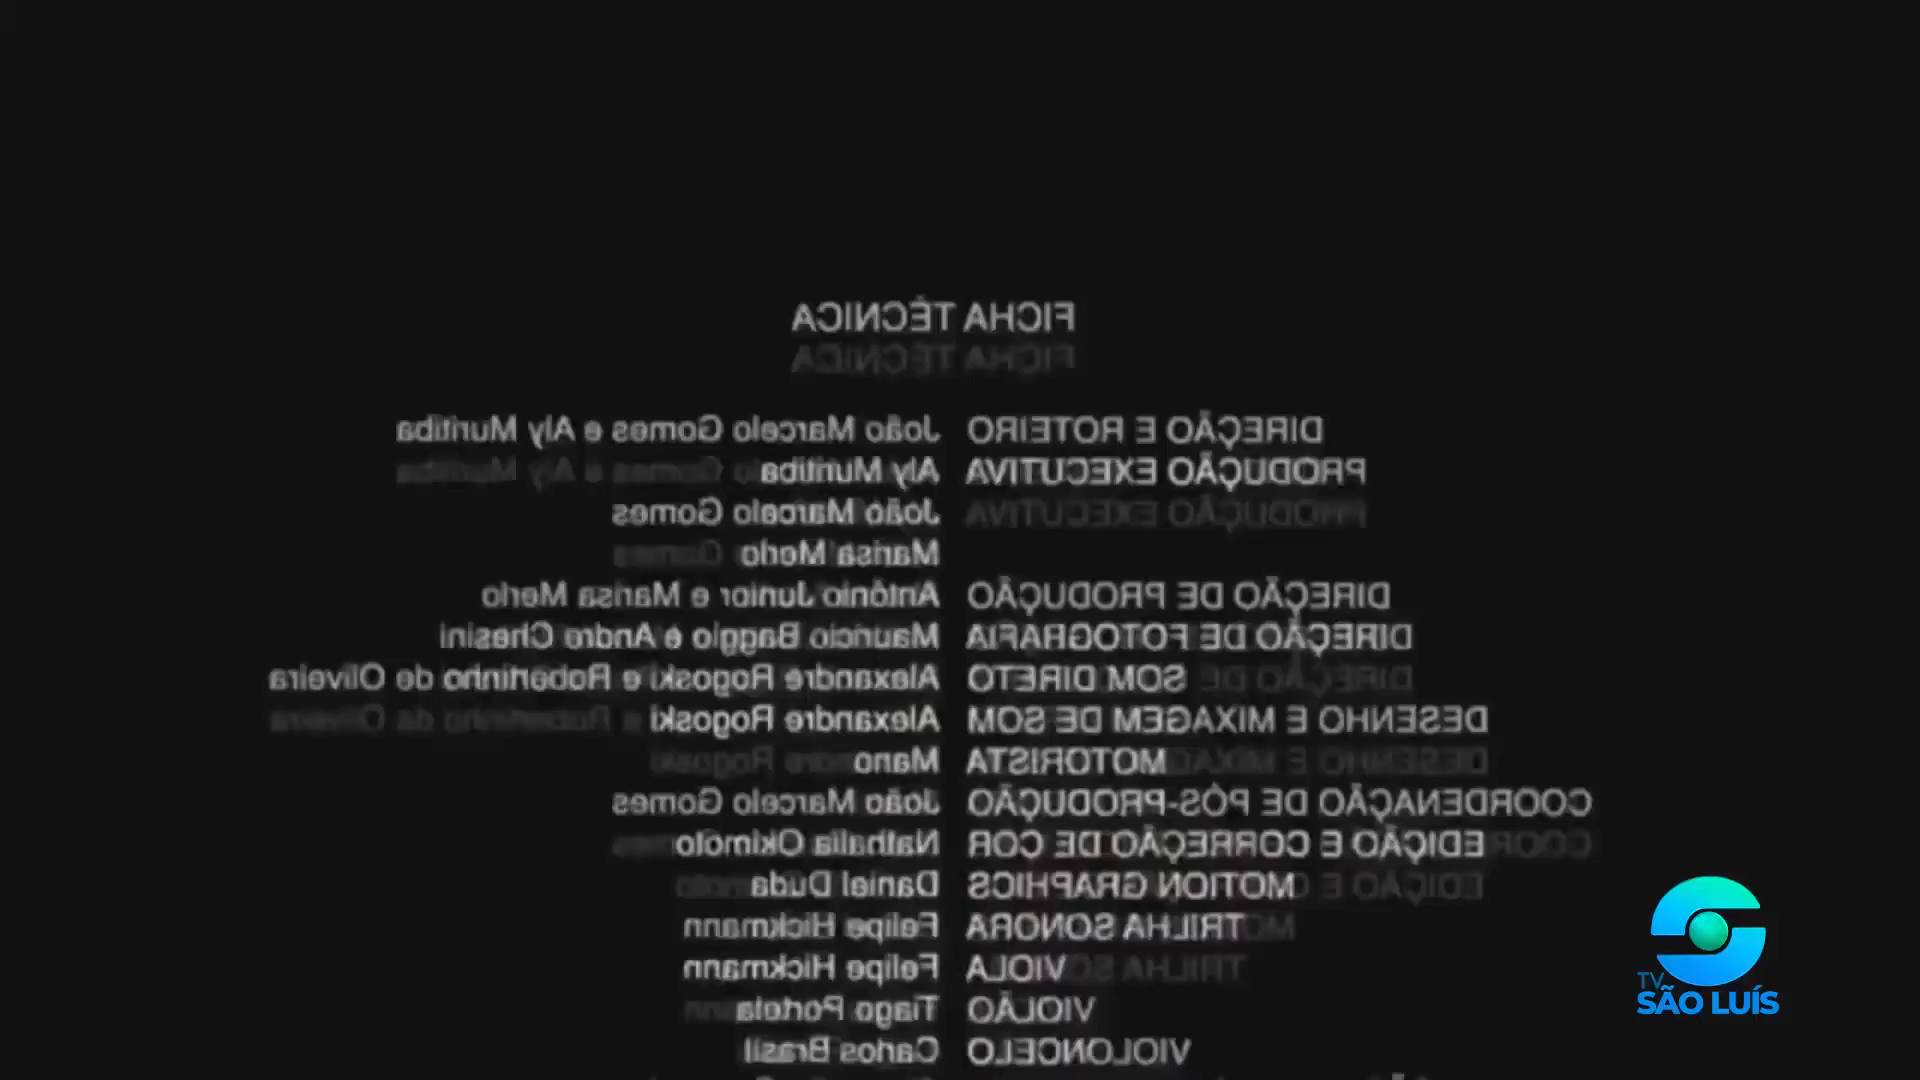 FICHA TÉCNICA
DIREÇÃO E ROTEIRO João Marcelo Gomes e Aly Muritiba
PRODUÇÃO EXECUTIVA Aly Muritiba
João Marcelo Gomes
Marisa Merlo
DIREÇÃO DE PRODUÇÃO Antônio Junior e Marisa Merlo
DIREÇÃO DE FOTOGRAFIA Mauricio Baggio e Andre Chesini
SOM DIRETO Alexandre Rogoski e Robertinho de Oliveira
DESENHO E MIXAGEM DE SOM Alexandre Rogoski
MOTORISTA Mano
COORDENAÇÃO DE PÓS-PRODUÇÃO João Marcelo Gomes
EDIÇÃO E CORREÇÃO DE COR Nathalia Okimoto
MOTION GRAPHICS Daniel Duda
TRILHA SONORA Felipe Hickmann
VIOLA Felipe Hickmann
VIOLÃO Tiago Portela
VIOLONCELO Carlos Brasil
TV
SÃO LUÍS